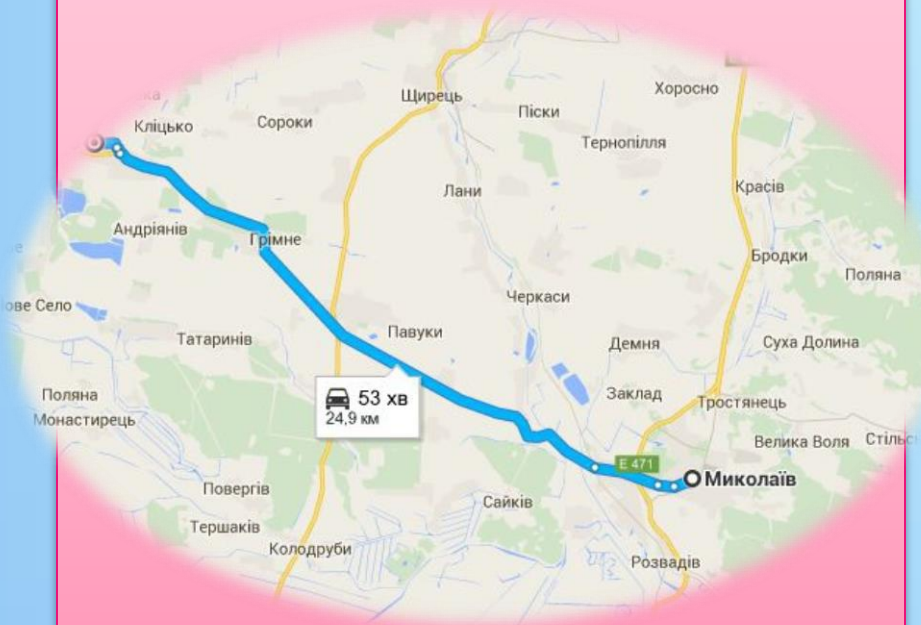 Хоросно
Щирець
Піски
Кліцько
Сороки
Тернопілля
Красів
Лани
Андріянів
Грімне
Бродки
Поляна
Черкаси
ове Село
Павуки
Татаринів
Демня
Суха Долина
Поляна
53 хв
24,9 км
Заклад
Тростянець
Монастирець
Велика Воля
Стільс
E 471
Миколаїв
Повергів
Сайків
Тершаків
Колодруби
Розвадів